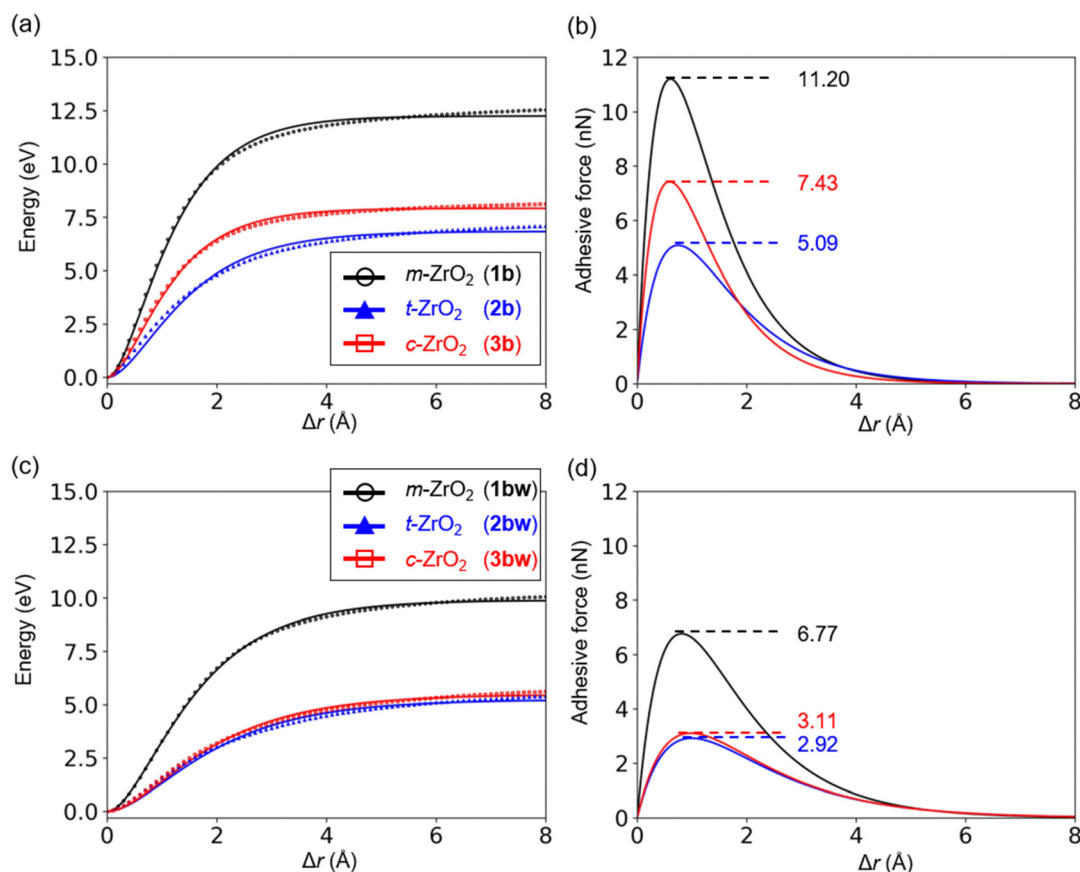 (a)
15.0
12.5
10.0
7.5
5.0
2.5
0.0
Energy (eV)
0 2 4 6 8
Δr (Å)
m-ZrO2 (1b)
t-ZrO2 (2b)
c-ZrO2 (3b)
(b)
12
10
8
6
4
2
0
Adhesive force (nN)
11.20
7.43
5.09
0 2 4 6 8
Δr (Å)
(c)
15.0
12.5
10.0
7.5
5.0
2.5
0.0
Energy (eV)
m-ZrO2 (1bw)
t-ZrO2 (2bw)
c-ZrO2 (3bw)
0 2 4 6 8
Δr (Å)
(d)
12
10
8
6
4
2
0
Adhesive force (nN)
6.77
3.11
2.92
0 2 4 6 8
Δr (Å)